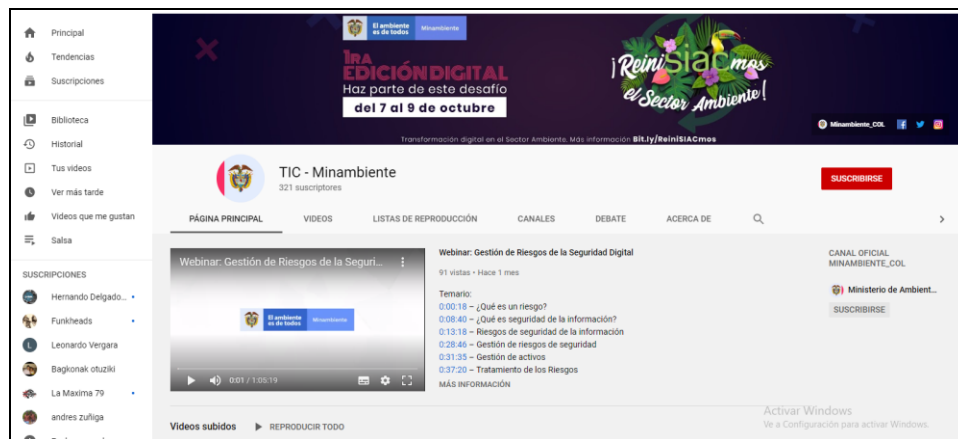 Principal
Tendencias
Suscripciones
Biblioteca
Historial
Tus videos
Ver más tarde
Videos que me gustan
Salsa
SUSCRIPCIONES
Hernando Delgado...
Funkheads
L
Leonardo Vergara
Bagkonak otuziki
La Maxima 79
andres zuñiga
El ambiente
es de todos
Minambiente
1RA
EDICIÓN DIGITAL
Haz parte de este desafío
del 7 al 9 de octubre
¡Reinisiacmos
el Sector Ambiente!
Minambiente_COL
Transformación digital en el Sector Ambiente. Más información Bit.ly/ReiniSIACmos
TIC - Minambiente
321 suscriptores
SUSCRIBIRSE
PÁGINA PRINCIPAL
VIDEOS
LISTAS DE REPRODUCCIÓN
CANALES
DEBATE
ACERCA DE
Webinar: Gestión de Riesgos de la Seguri...
El ambiente
es de todos
Minambiente
0:01 / 1:05:19
Webinar: Gestión de Riesgos de la Seguridad Digital
91 vistas • Hace 1 mes
Temario:
0:00:18 – ¿Qué es un riesgo?
0:08:40 – ¿Qué es seguridad de la información?
0:13:18 – Riesgos de seguridad de la información
0:28:46 – Gestión de riesgos de seguridad
0:31:35 – Gestión de activos
0:37:20 – Tratamiento de los Riesgos
MÁS INFORMACIÓN
CANAL OFICIAL
MINAMBIENTE_COL
Ministerio de Ambient...
SUSCRIBIRSE
Videos subidos
REPRODUCIR TODO
Activar Windows
Ve a Configuración para activar Windows.